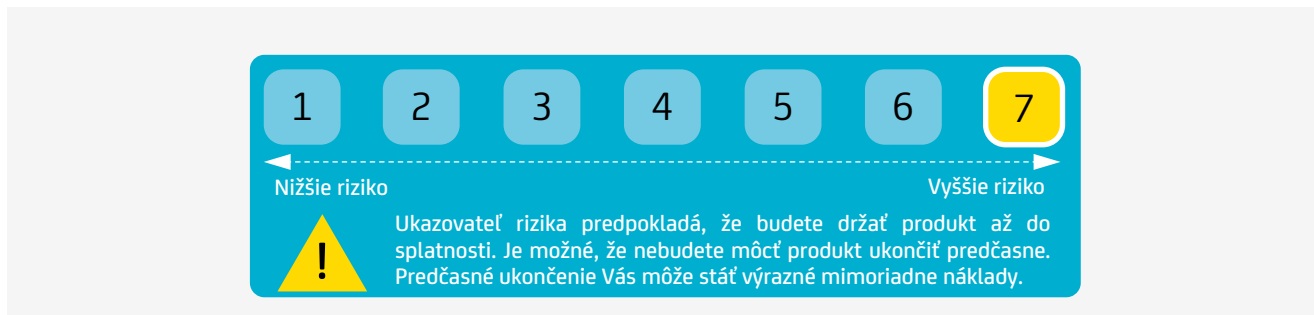 1 2 3 4 5 6 7
Nižšie riziko Vyššie riziko
Ukazovateľ rizika predpokladá, že budete držať produkt až do
splatnosti. Je možné, že nebudete môcť produkt ukončiť predčasne.
Predčasné ukončenie Vás môže stáť výrazné mimoriadne náklady.
!